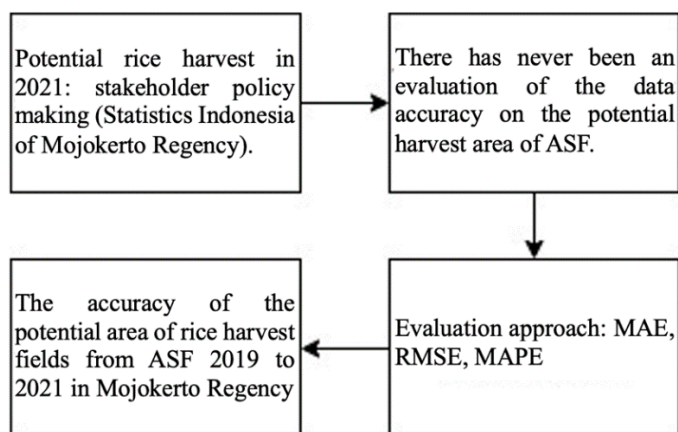 Potential rice harvest in
2021: stakeholder policy
making (Statistics Indonesia
of Mojokerto Regency).
There has never been an
evaluation of the data
accuracy on the potential
harvest area of ASF.
Evaluation approach: MAE,
RMSE, MAPE
The accuracy of the
potential area of rice harvest
fields from ASF 2019 to
2021 in Mojokerto Regency